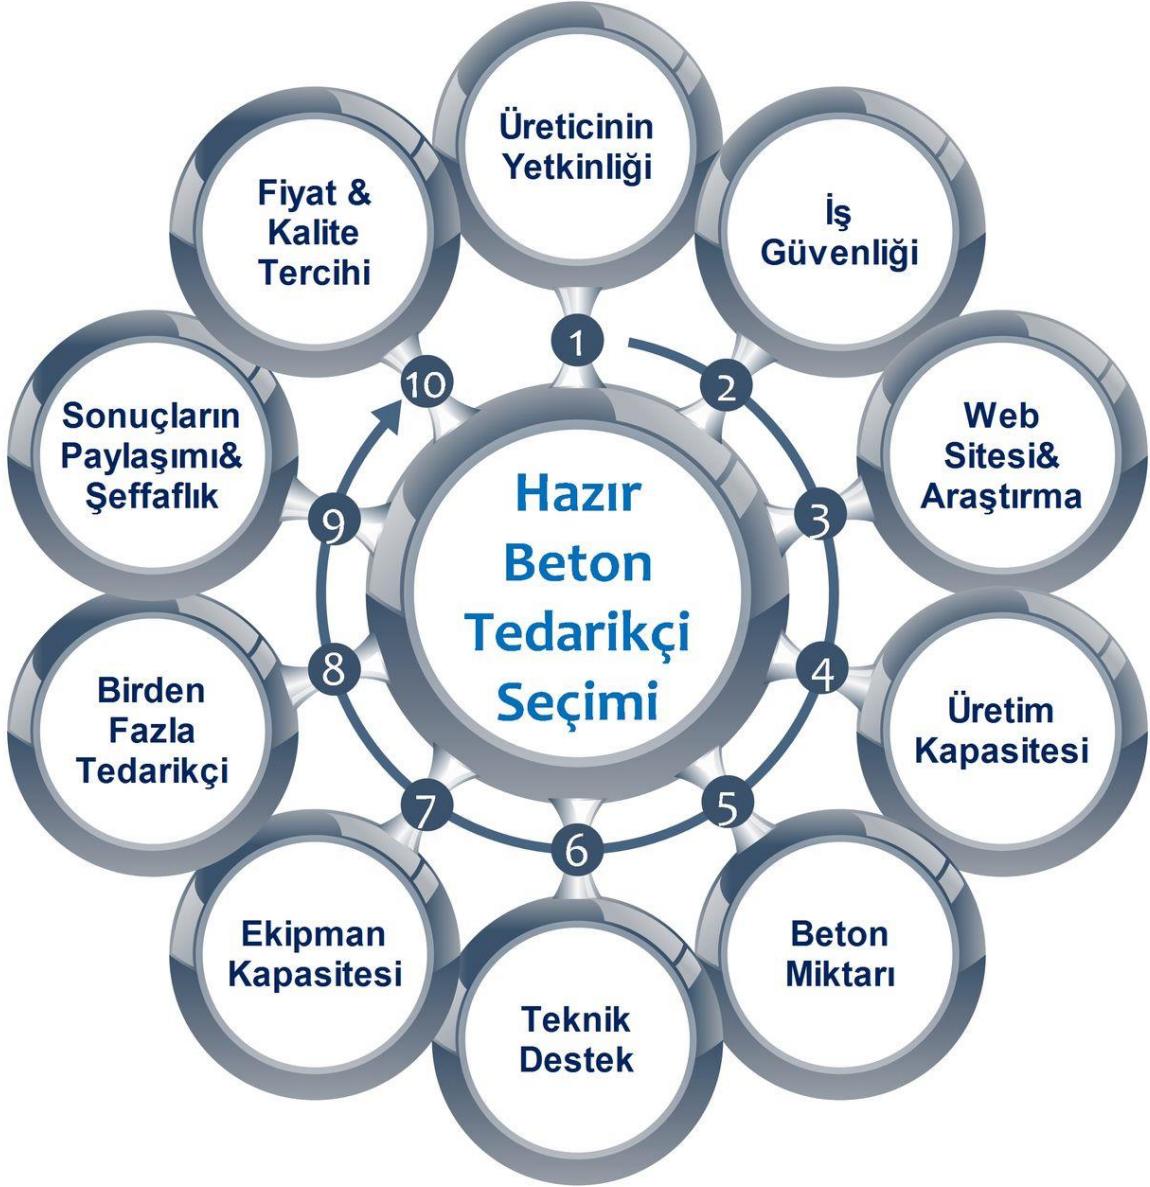 Üreticinin
Yetkinliği
İş
Güvenliği
Web
Sitesi&
Araştırma
Üretim
Kapasitesi
Beton
Miktarı
Teknik
Destek
Ekipman
Kapasitesi
Birden
Fazla
Tedarikçi
Sonuçların
Paylaşımı&
Şeffaflık
Fiyat &
Kalite
Tercihi
1
2
3
4
5
6
7
8
9
10
Hazır
Beton
Tedarikçi
Seçimi